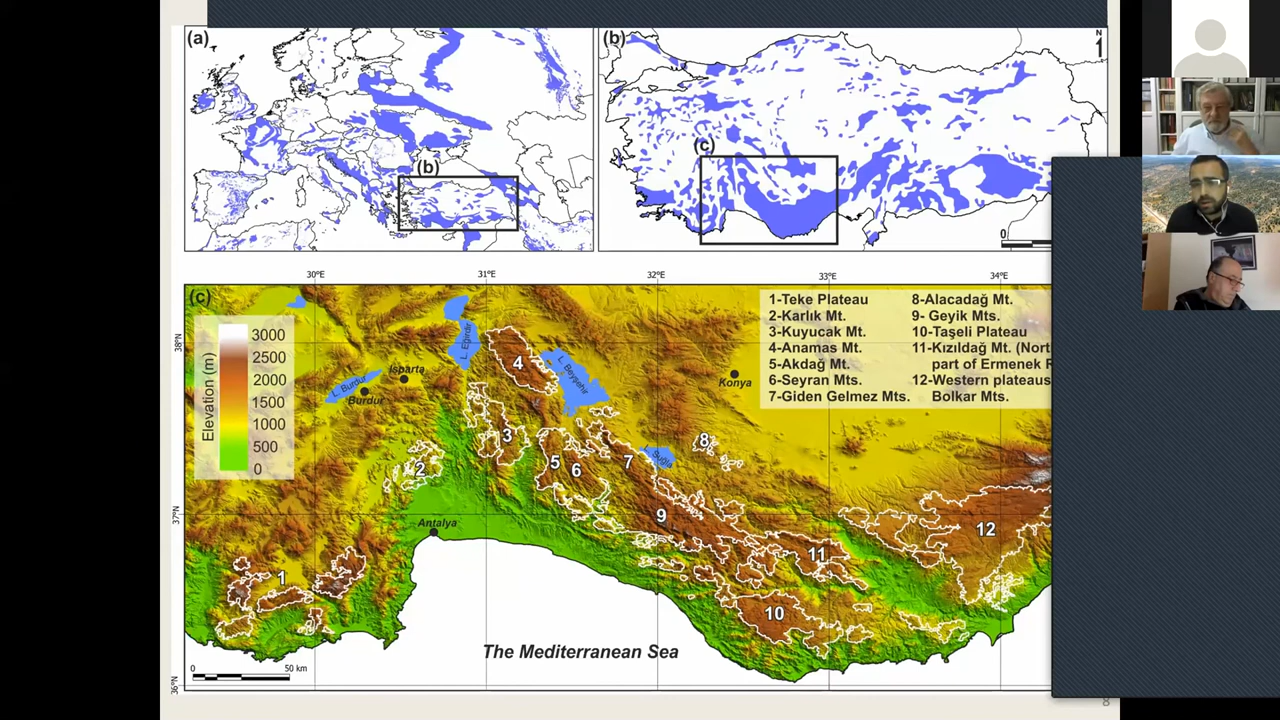 (a)
(b)
(b)
(c)
N
0
30°E
31°E
32°E
33°E
34°E
(c)
38°N
37°N
36°N
Elevation (m)
3000
2500
2000
1500
1000
500
0
1-Teke Plateau
2-Karlık Mt.
3-Kuyucak Mt.
4-Anamas Mt.
5-Akdağ Mt.
6-Seyran Mts.
7-Giden Gelmez Mts.
8-Alacadağ Mt.
9- Geyik Mts.
10-Taşeli Plateau
11-Kızıldağ Mt. (Nort
part of Ermenek
12-Western plateaus
Bolkar Mts.
L. Eğirdir
L. Beyşehir
L. Burdur
Isparta
Burdur
Konya
L. Suğla
Antalya
1
2
3
4
5
6
7
8
9
10
11
12
The Mediterranean Sea
0
50 km